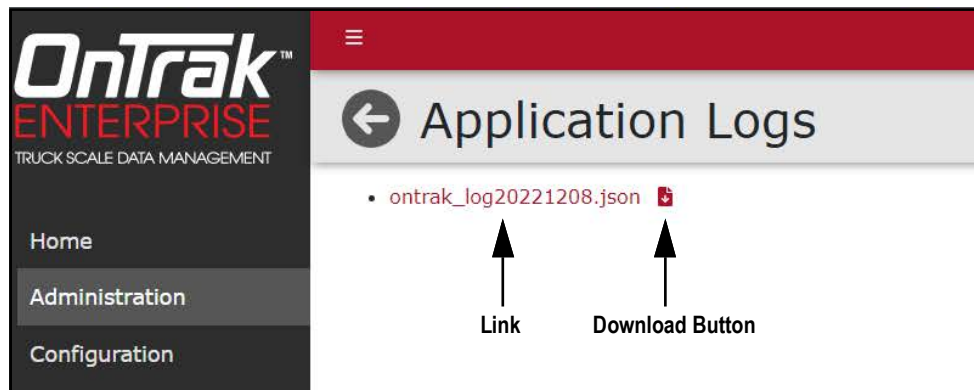 OnTrak™
ENTERPRISE
TRUCK SCALE DATA MANAGEMENT
Home
Administration
Configuration
Application Logs
• ontrak_log20221208.json
Link
Download Button